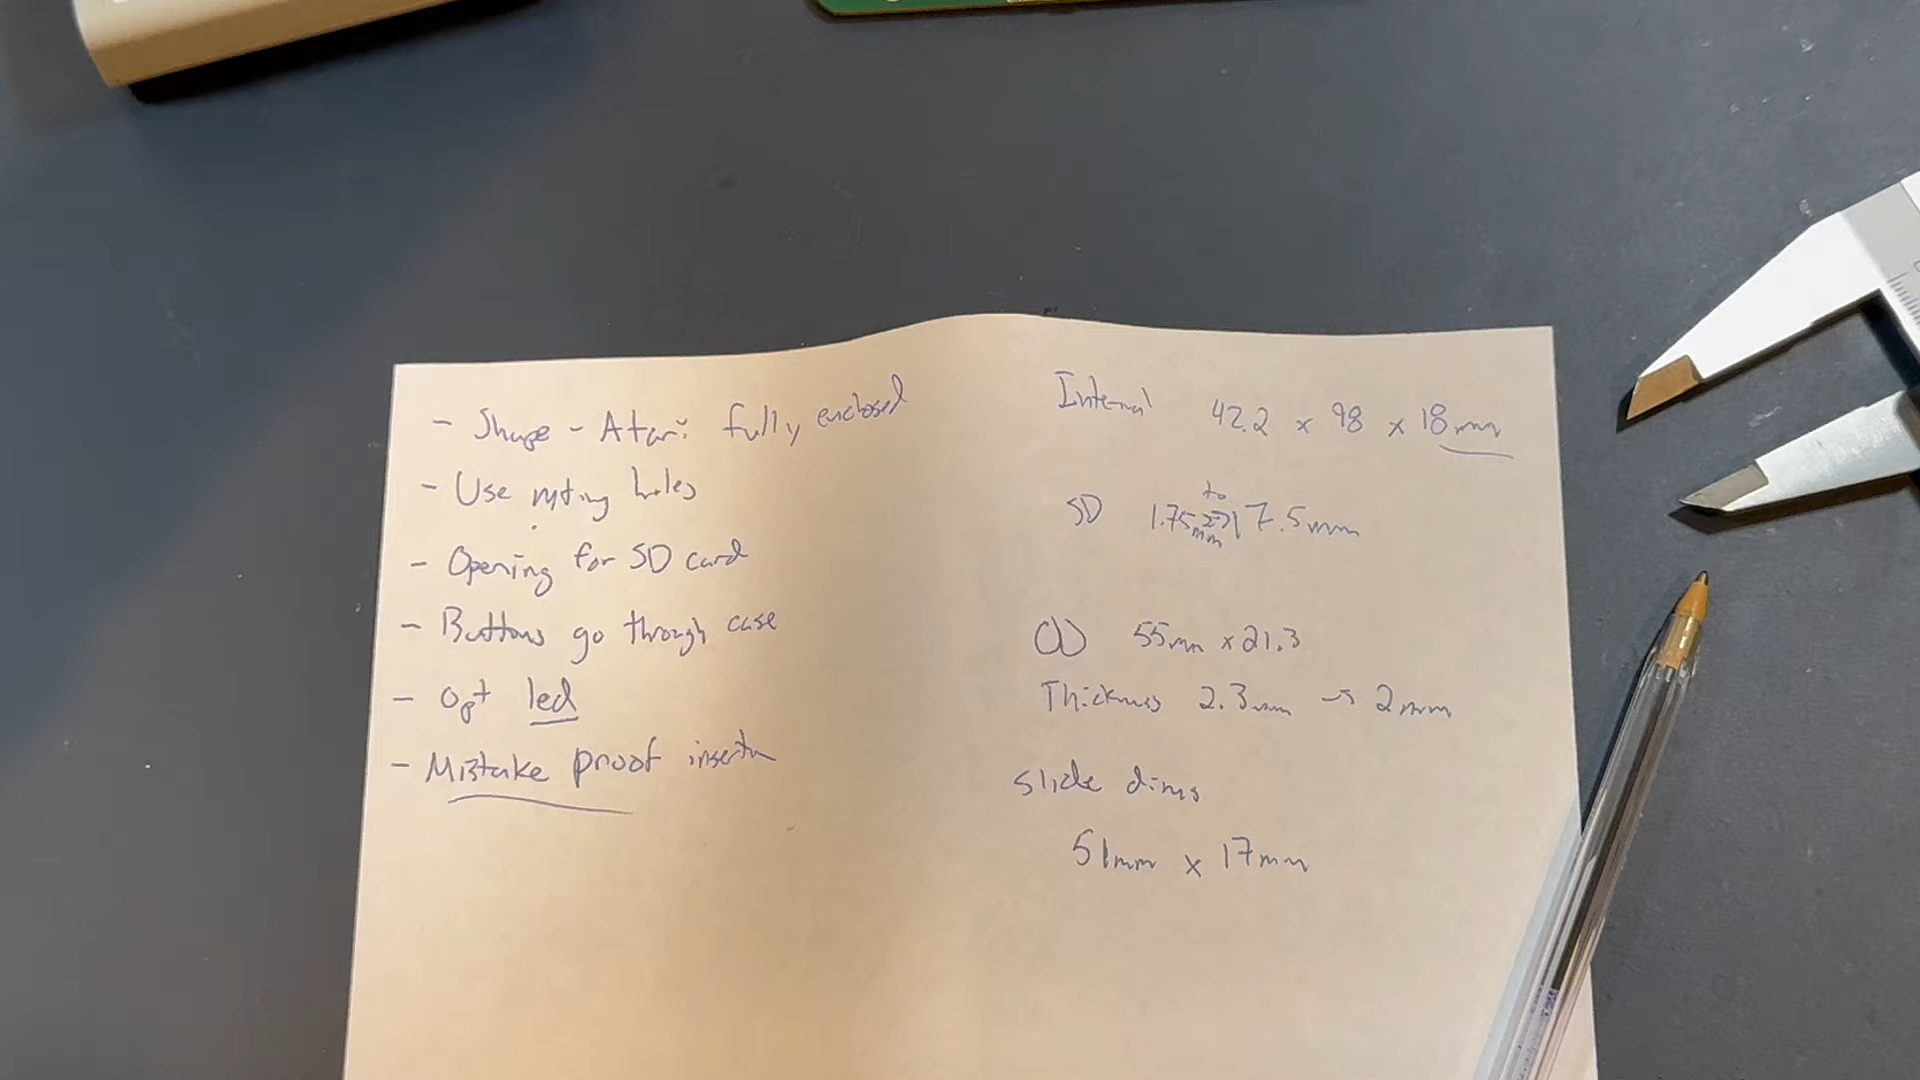 - Shape - Atari fully enclosed
- Use mting holes
- Opening for SD card
- Buttons go through case
- Opt led
- Mistake proof insertn
Internal 42.2 x 98 x 18mm
to
SD 1.75mm 17.5mm
OD 55mm x 21.3
Thickness 2.3mm → 2mm
slide dims
51mm x 17mm